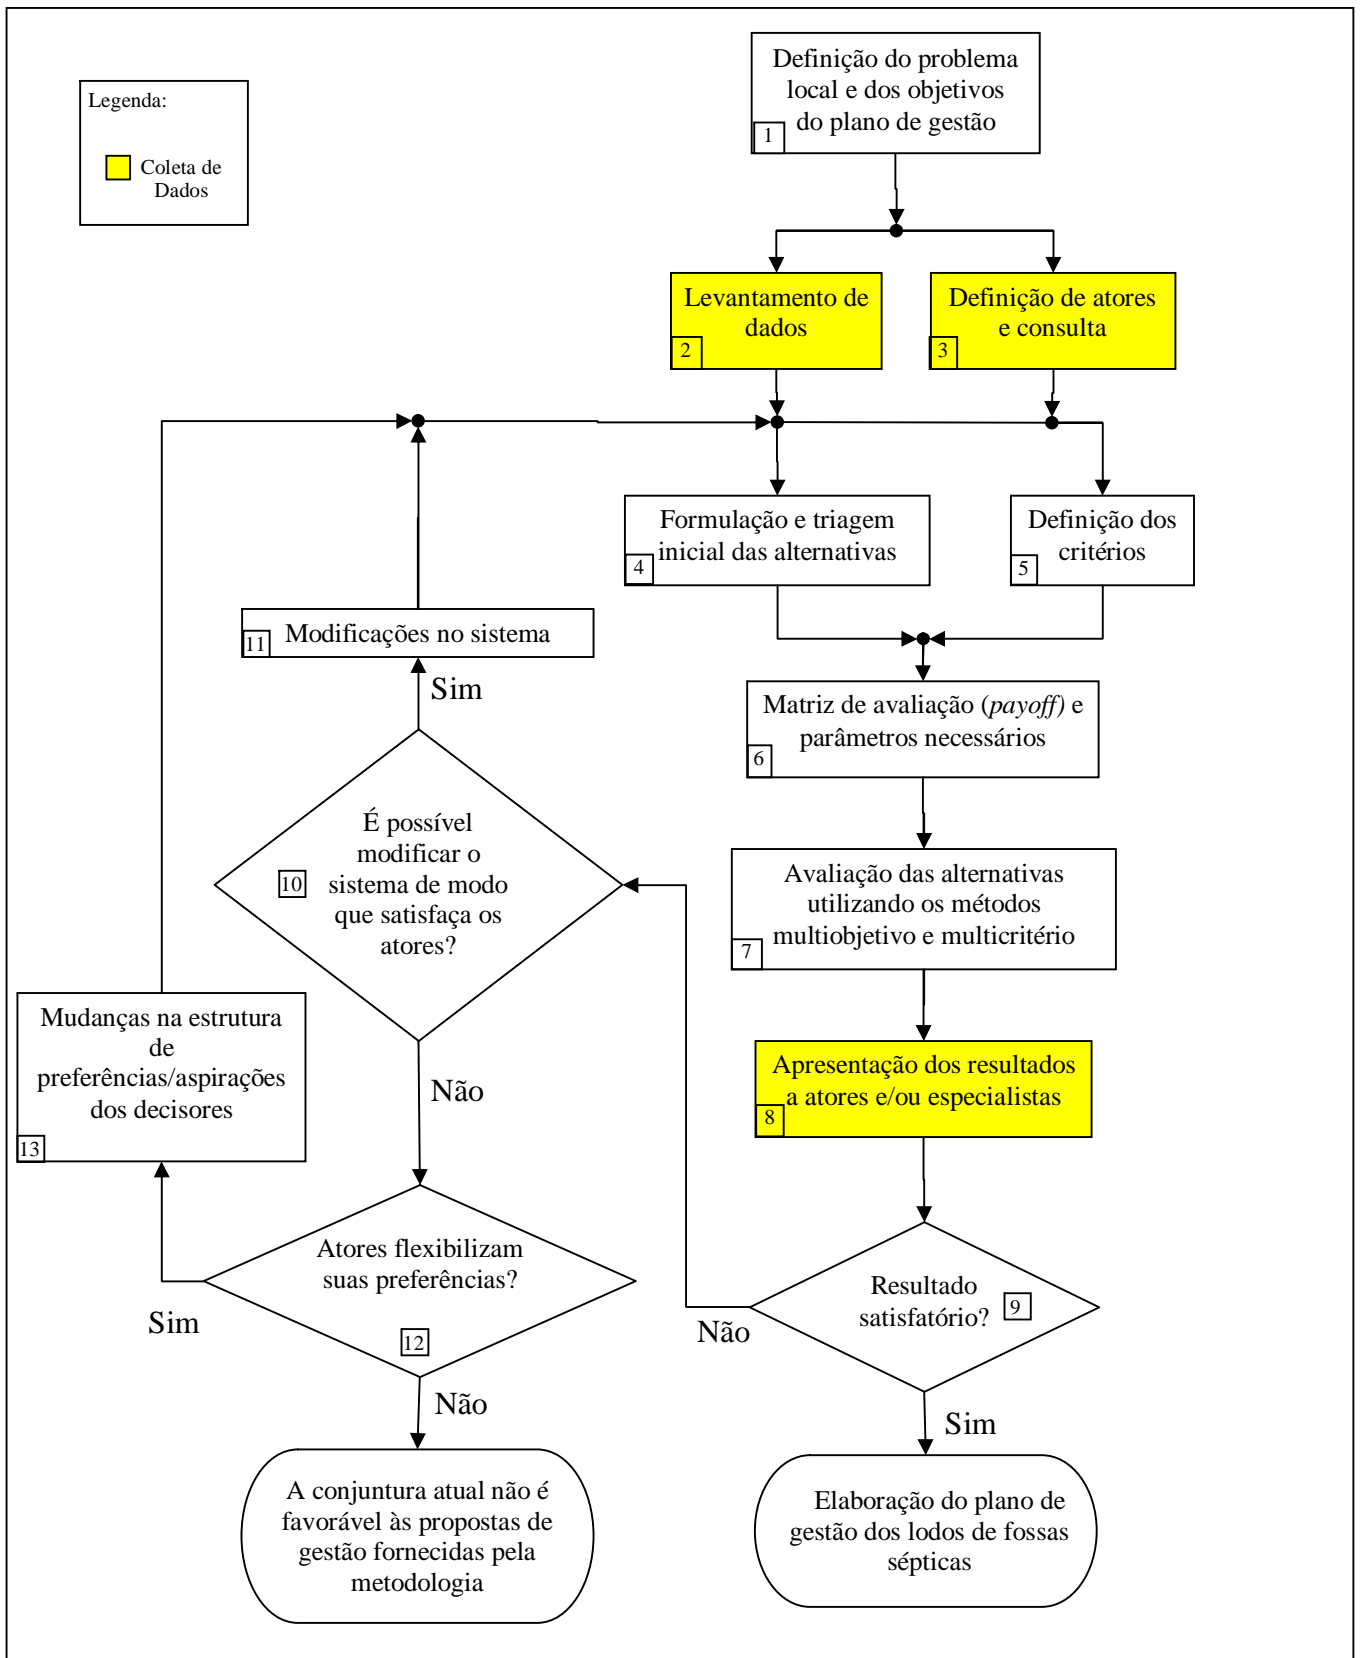 Legenda:
Coleta de
Dados
Definição do problema
local e dos objetivos
do plano de gestão
1
Levantamento de
dados
2
Definição de atores
e consulta
3
Formulação e triagem
inicial das alternativas
4
Definição dos
critérios
5
11
Modificações no sistema
Sim
Matriz de avaliação (payoff) e
parâmetros necessários
6
É possível
modificar o
sistema de modo
que satisfaça os
atores?
10
Avaliação das alternativas
utilizando os métodos
multiobjetivo e multicritério
7
Mudanças na estrutura
de
preferências/aspirações
dos decisores
13
Não
Apresentação dos resultados
a atores e/ou especialistas
8
Atores flexibilizam
suas preferências?
12
Sim
Não
Resultado
satisfatório?
9
Não
Sim
A conjuntura atual não é
favorável às propostas de
gestão fornecidas pela
metodologia
Elaboração do plano de
gestão dos lodos de fossas
sépticas